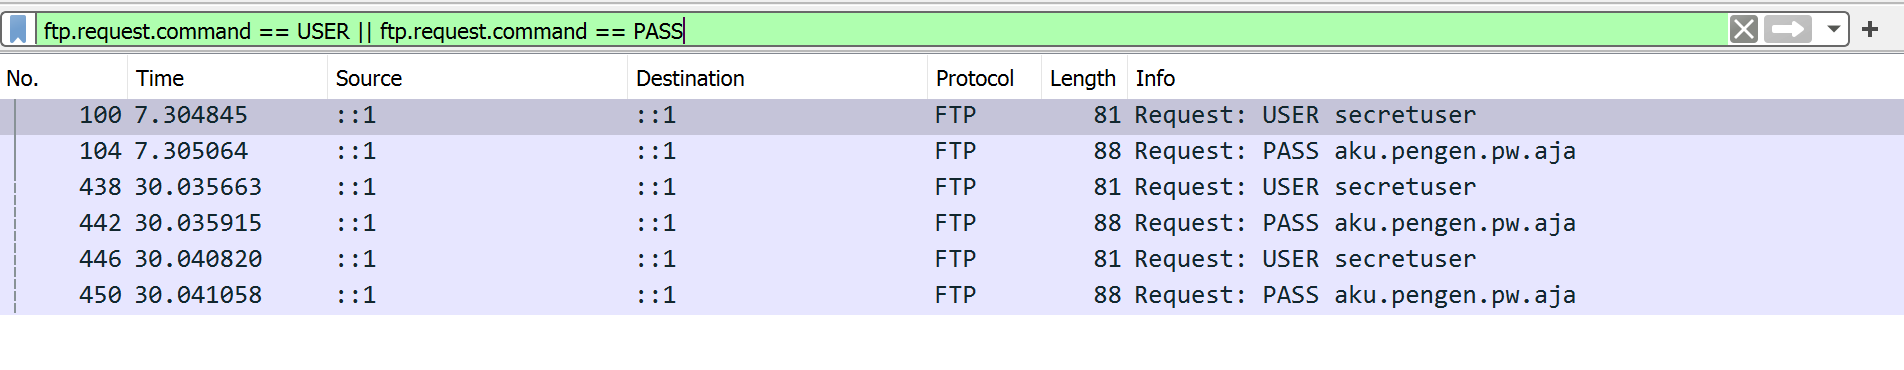 ftp.request.command == USER || ftp.request.command == PASS
No. Time Source Destination Protocol Length Info
100 7.304845 ::1 ::1 FTP 81 Request: USER secretuser
104 7.305064 ::1 ::1 FTP 88 Request: PASS aku.pengen.pw.aja
438 30.035663 ::1 ::1 FTP 81 Request: USER secretuser
442 30.035915 ::1 ::1 FTP 88 Request: PASS aku.pengen.pw.aja
446 30.040820 ::1 ::1 FTP 81 Request: USER secretuser
450 30.041058 ::1 ::1 FTP 88 Request: PASS aku.pengen.pw.aja